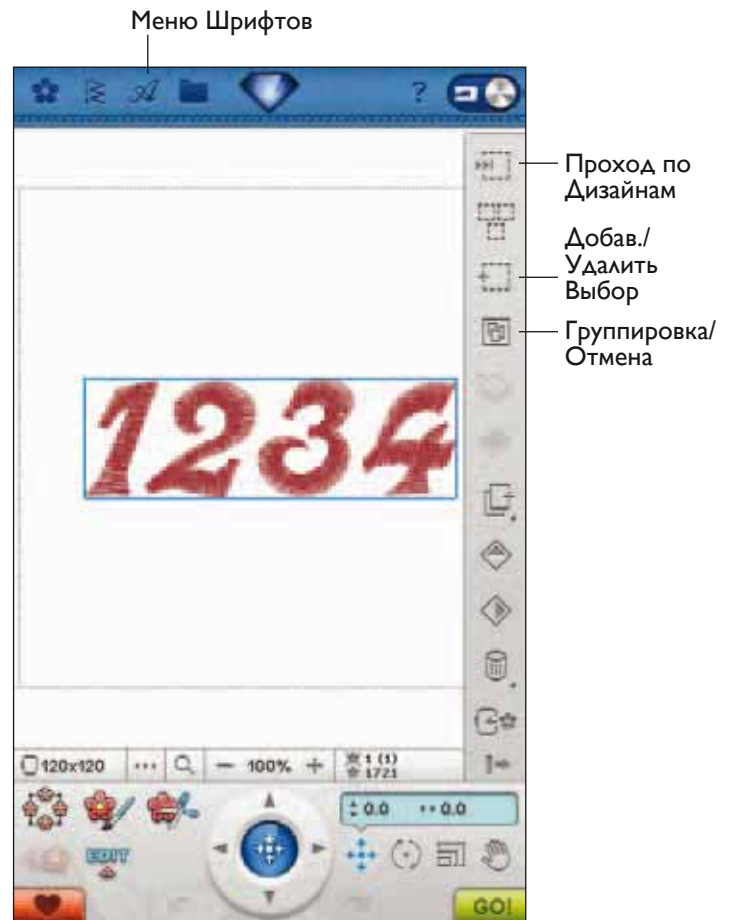 Меню Шрифтов
?
Проход по
Дизайнам
Добав./
Удалить
Выбор
Группировка/
Отмена
1234
120x120 ... — 100% + 1 (1)
1721
0.0 0.0
EDIT
GO!